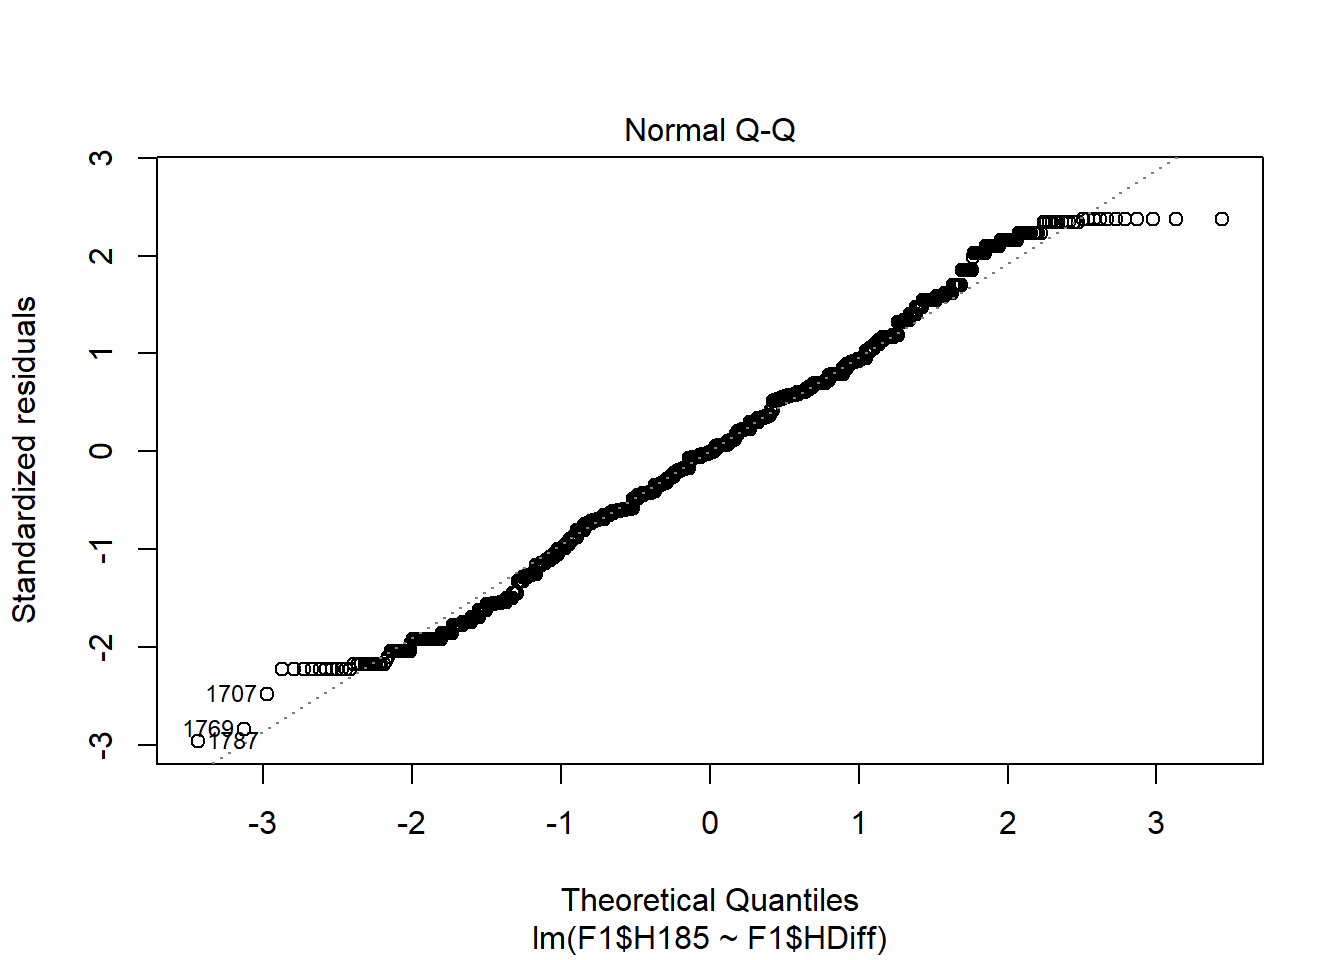 Normal Q-Q
Standardized residuals
3
2
1
0
-1
-2
-3
1707
1769
1787
-3 -2 -1 0 1 2 3
Theoretical Quantiles
lm(F1$H185 ~ F1$HDiff)